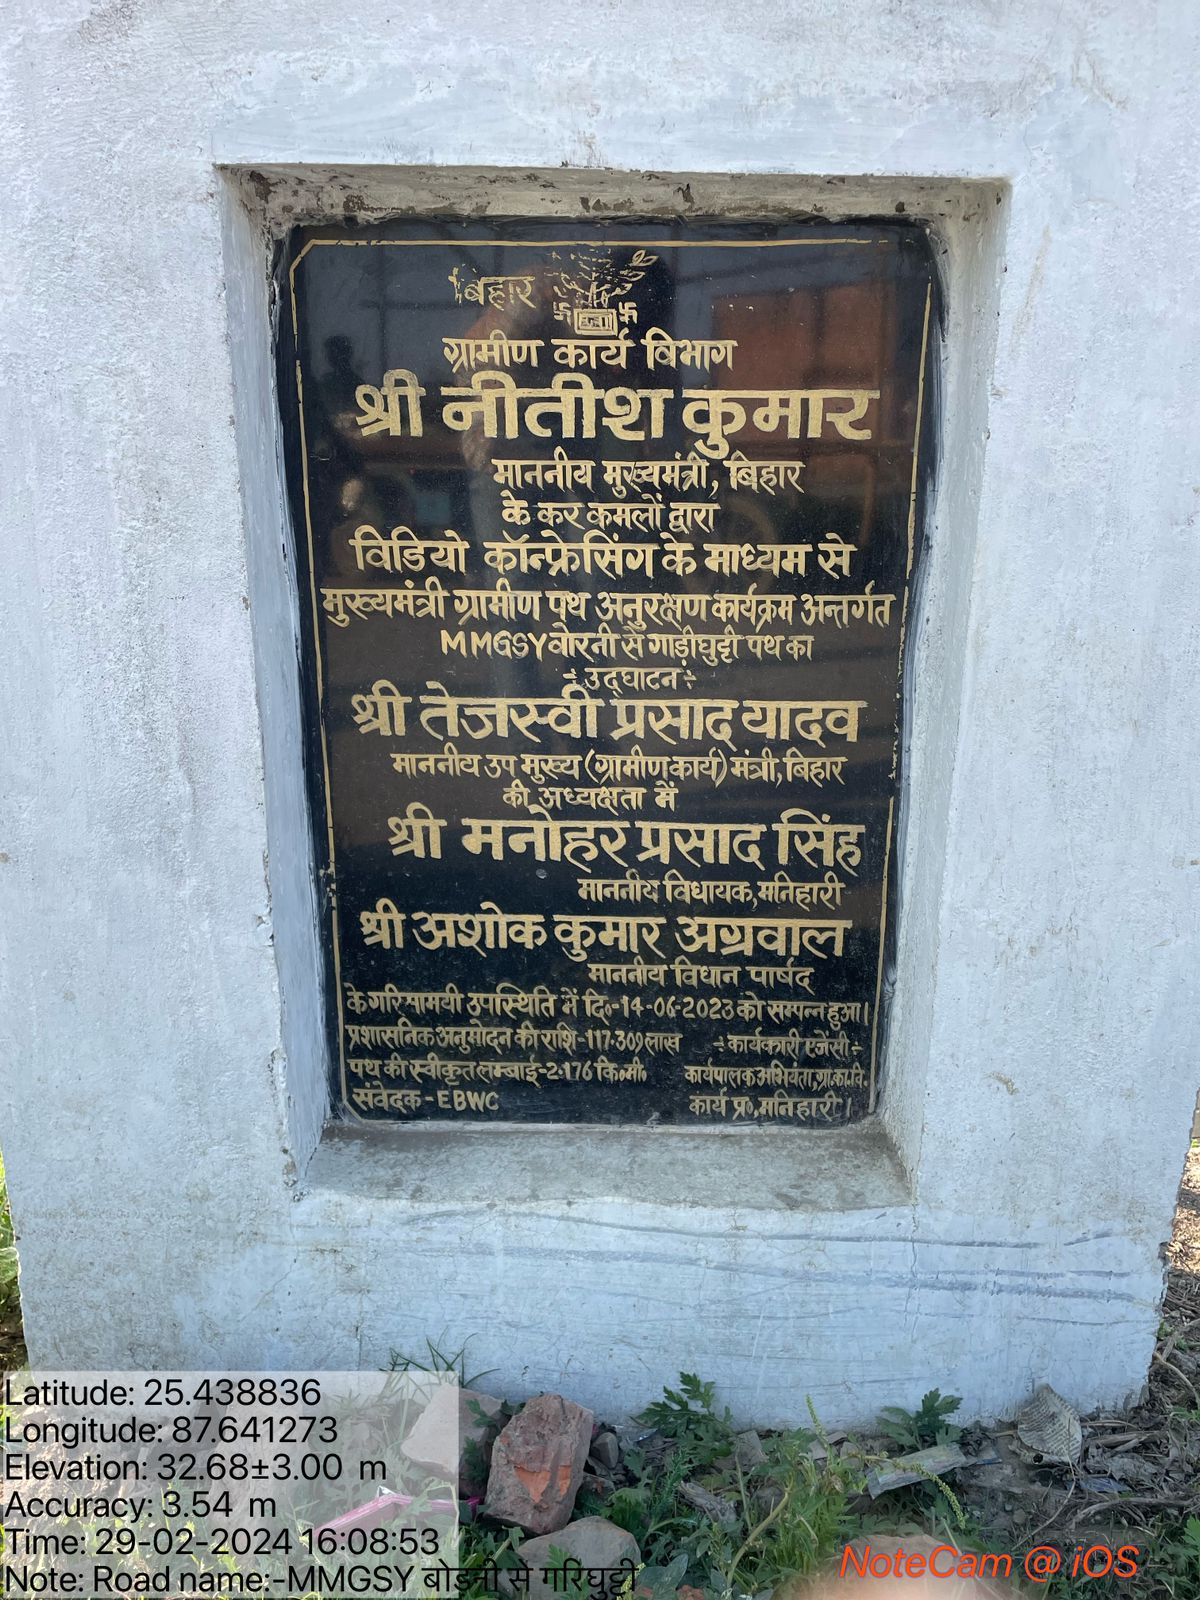 बिहार
ग्रामीण कार्य विभाग
श्री नीतीश कुमार
माननीय मुख्यमंत्री, बिहार
के कर कमलों द्वारा
विडियो कॉन्फ्रेसिंग के माध्यम से
मुख्यमंत्री ग्रामीण पथ अनुरक्षण कार्यक्रम अन्तर्गत
MMGSY वोरनी से गाड़ीघुट्टी पथ का
÷ उद्घाटन ÷
श्री तेजस्वी प्रसाद यादव
माननीय उप मुख्य (ग्रामीण कार्य) मंत्री, बिहार
की अध्यक्षता में
श्री मनोहर प्रसाद सिंह
माननीय विधायक, मनिहारी
श्री अशोक कुमार अग्रवाल
माननीय विधान पार्षद
के गरिमामयी उपस्थिति में दि॰-14-06-2023 को सम्पन्न हुआ।
प्रशासनिक अनुमोदन की राशि-117.309 लास ÷ कार्यकारी एजेंसी ÷
पथ की स्वीकृत लम्बाई-2.176 कि॰मी॰ कार्यपालक अभियंता, ग्रा.का.वि.
संवेदक-EBWC कार्य प्र॰, मनिहारी।
Latitude: 25.438836
Longitude: 87.641273
Elevation: 32.68±3.00 m
Accuracy: 3.54 m
Time: 29-02-2024 16:08:53
Note: Road name:-MMGSY बोडनी से गरिघुट्टी
NoteCam @ iOS